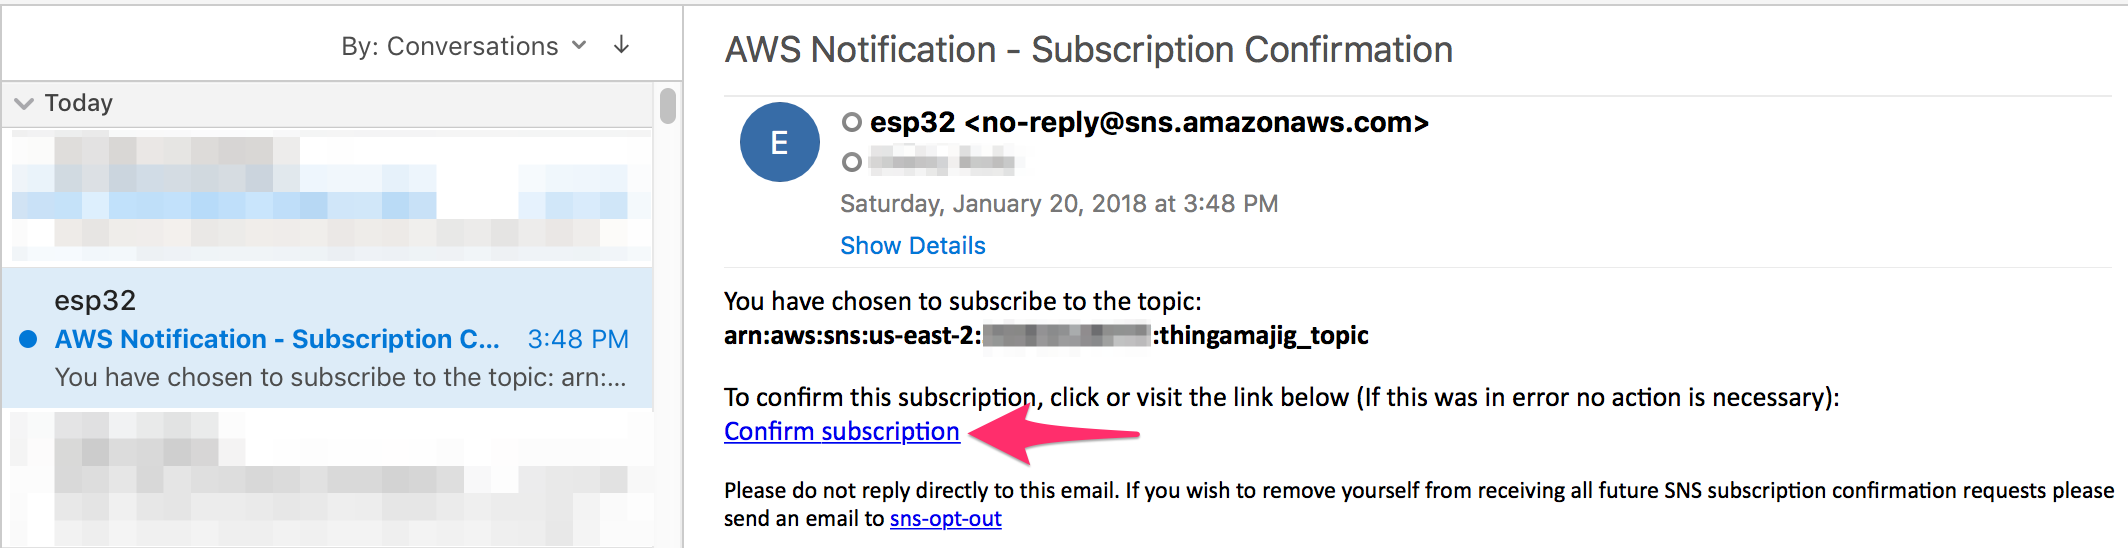 By: Conversations
Today
esp32
AWS Notification - Subscription C...
3:48 PM
You have chosen to subscribe to the topic: arn:...
AWS Notification - Subscription Confirmation
E
esp32 <no-reply@sns.amazonaws.com>
Saturday, January 20, 2018 at 3:48 PM
Show Details
You have chosen to subscribe to the topic:
arn:aws:sns:us-east-2: :thingamajig_topic
To confirm this subscription, click or visit the link below (If this was in error no action is necessary):
Confirm subscription
Please do not reply directly to this email. If you wish to remove yourself from receiving all future SNS subscription confirmation requests please
send an email to sns-opt-out